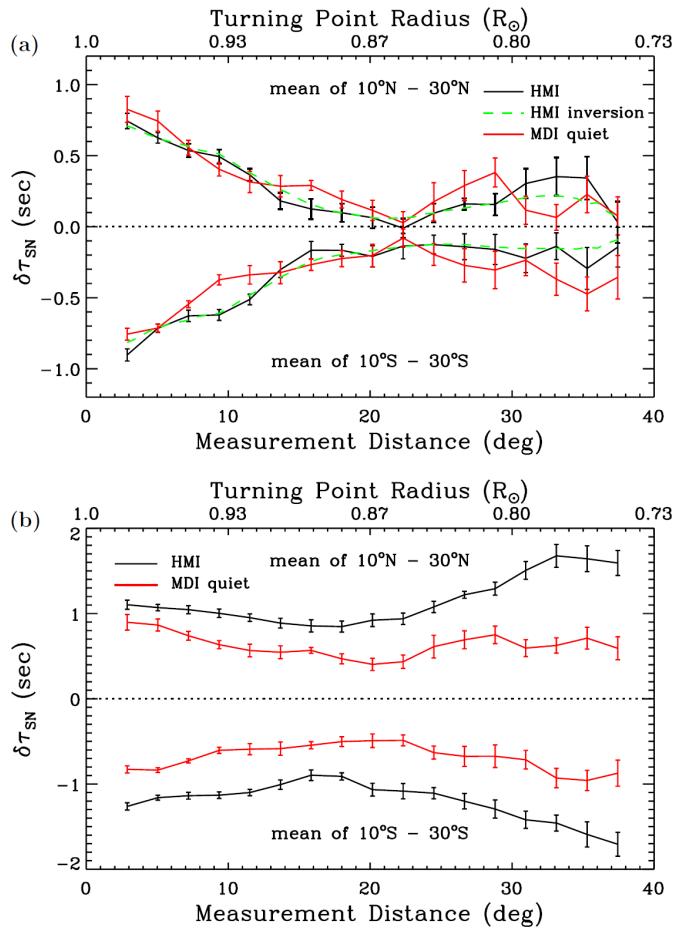 Turning Point Radius (R⊙)
1.0 0.93 0.87 0.80 0.73
(a)
mean of 10°N – 30°N
HMI
HMI inversion
MDI quiet
1.0
0.5
0.0
−0.5
−1.0
δτSN (sec)
mean of 10°S – 30°S
0 10 20 30 40
Measurement Distance (deg)
Turning Point Radius (R⊙)
(b)
1.0 0.93 0.87 0.80 0.73
HMI
MDI quiet
mean of 10°N – 30°N
2
1
0
−1
−2
δτSN (sec)
mean of 10°S – 30°S
0 10 20 30 40
Measurement Distance (deg)